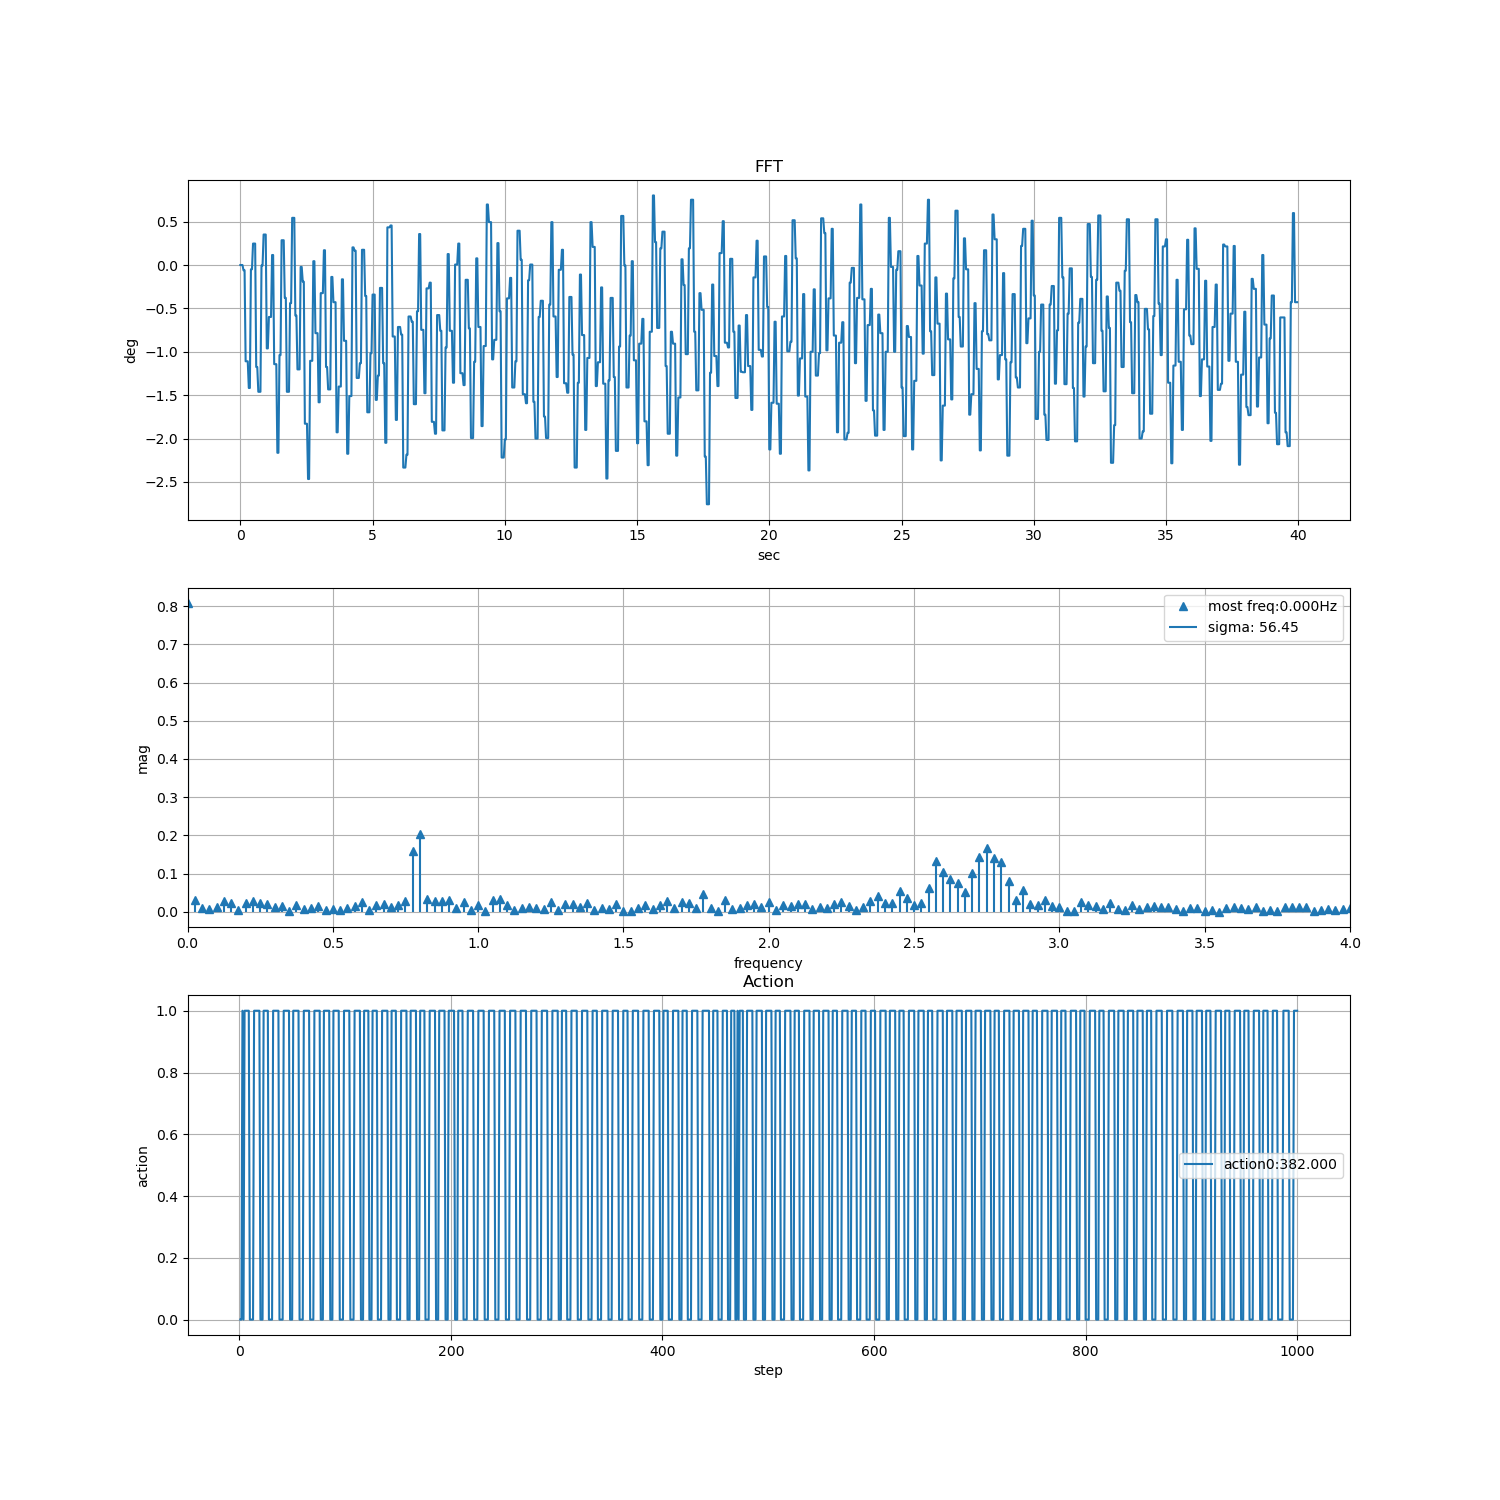 FFT
0.5
0.0
−0.5
−1.0
−1.5
−2.0
−2.5
deg
0 5 10 15 20 25 30 35 40
sec
most freq:0.000Hz
sigma: 56.45
0.8
0.7
0.6
0.5
0.4
0.3
0.2
0.1
0.0
mag
0.0 0.5 1.0 1.5 2.0 2.5 3.0 3.5 4.0
frequency
Action
1.0
0.8
0.6
0.4
0.2
0.0
action
action0:382.000
0 200 400 600 800 1000
step